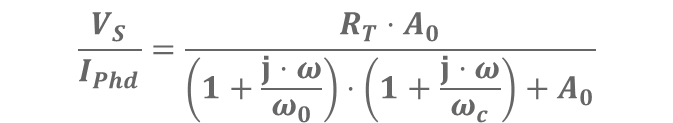 V_S / I_Phd = R_T · A_0 / ((1 + j · ω / ω_0) · (1 + j · ω / ω_c) + A_0)